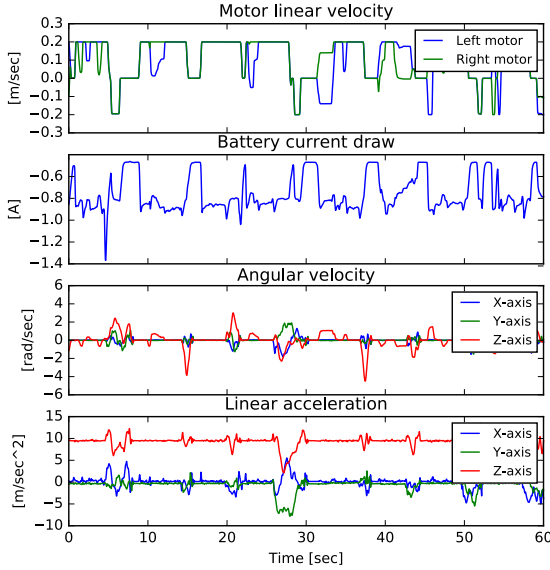 Motor linear velocity
0.3
0.2
0.1
0.0
−0.1
−0.2
−0.3
[m/sec]
Left motor
Right motor
Battery current draw
−0.6
−0.8
−1.0
−1.2
−1.4
[A]
Angular velocity
6
4
2
0
−2
−4
−6
[rad/sec]
X-axis
Y-axis
Z-axis
Linear acceleration
15
10
5
0
−5
−10
[m/sec^2]
X-axis
Y-axis
Z-axis
0 10 20 30 40 50 60
Time [sec]